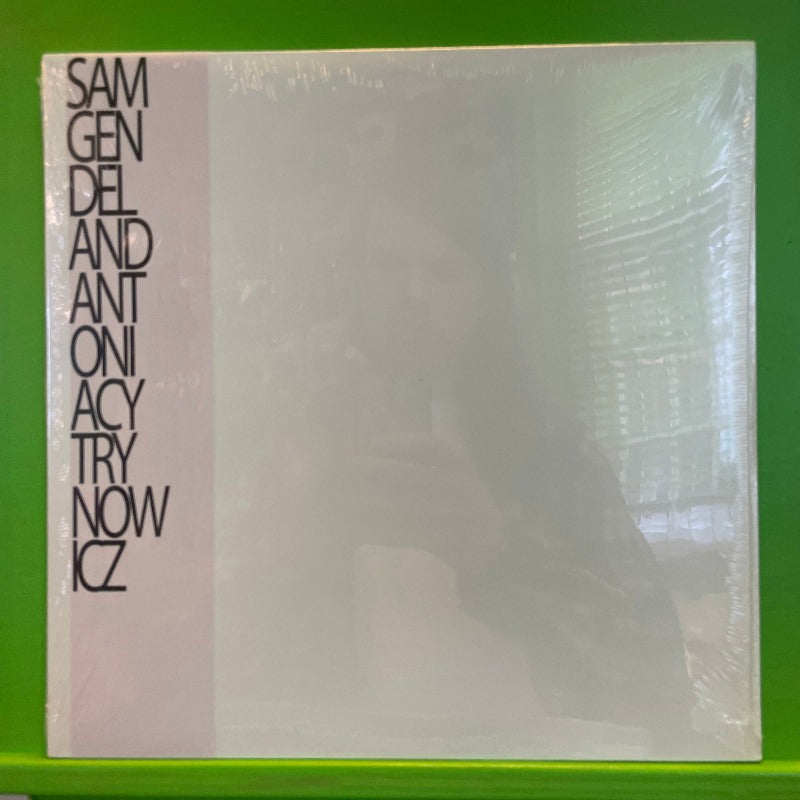 SAM
GEN
DEL
AND
ANT
ONI
ACY
TRY
NOW
ICZ